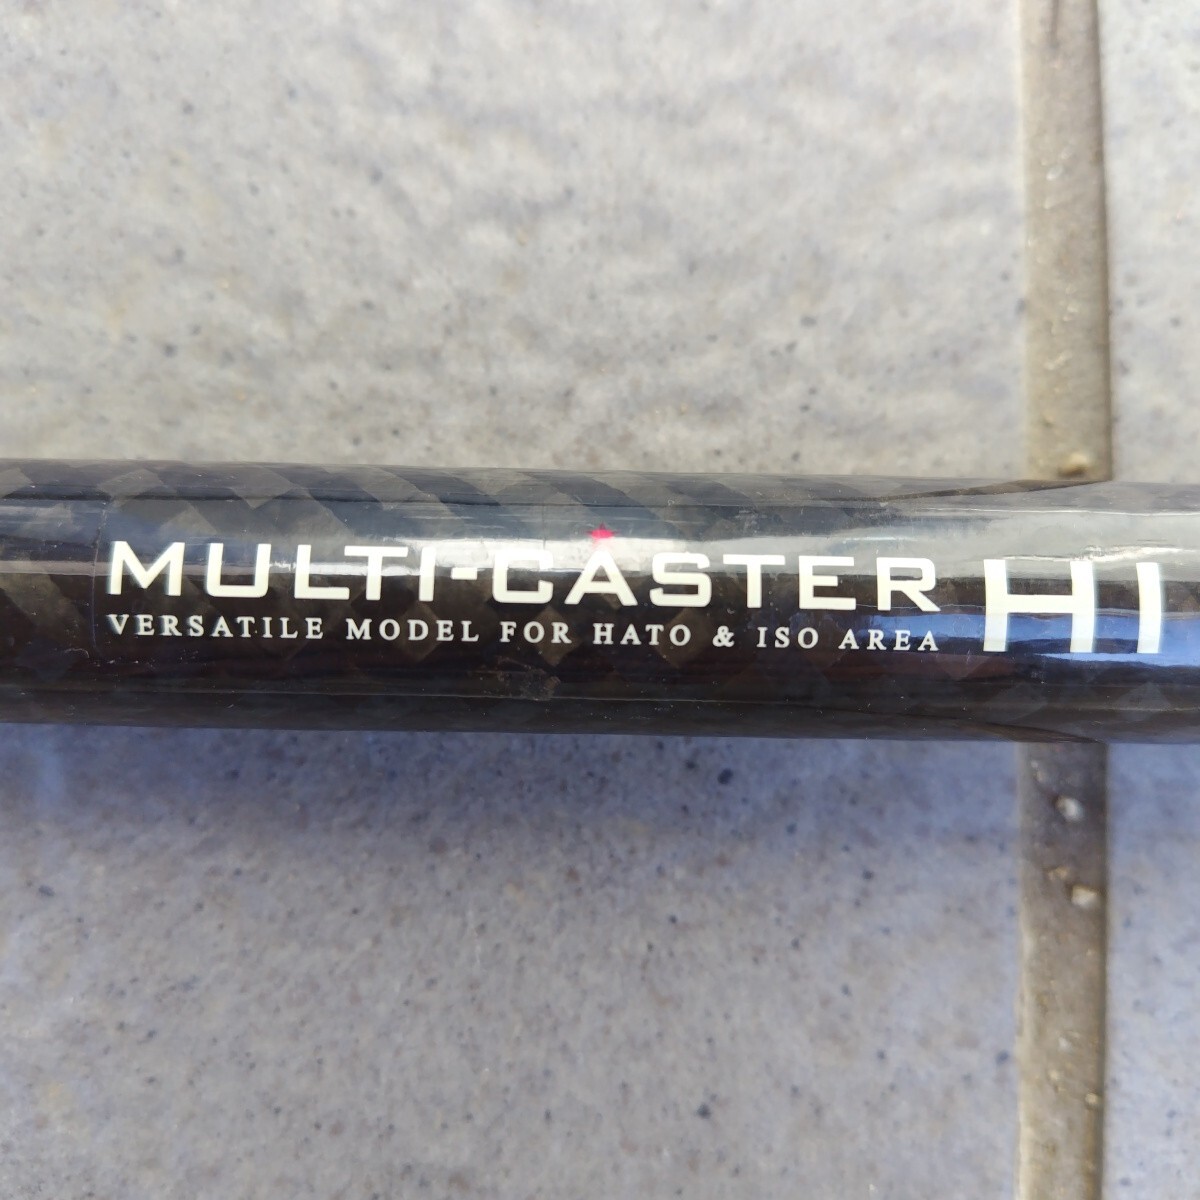 MULTI-CASTER HI
VERSATILE MODEL FOR HATO & ISO AREA